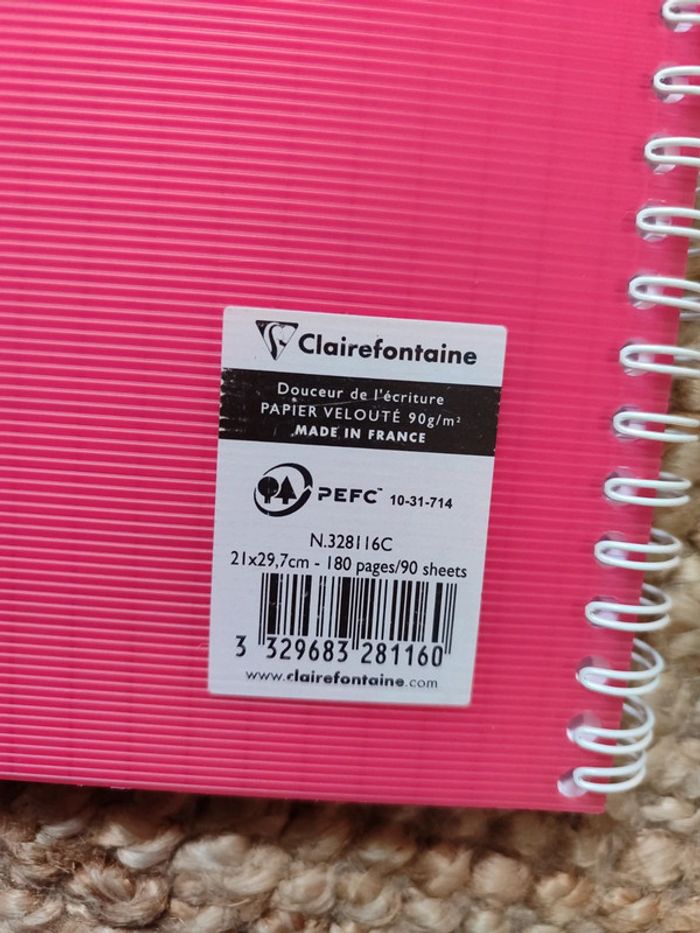 Clairefontaine
Douceur de l'écriture
PAPIER VELOUTÉ 90g/m²
MADE IN FRANCE
PEFC™ 10-31-714
N.328116C
21x29,7cm - 180 pages/90 sheets
3 329683 281160
www.clairefontaine.com